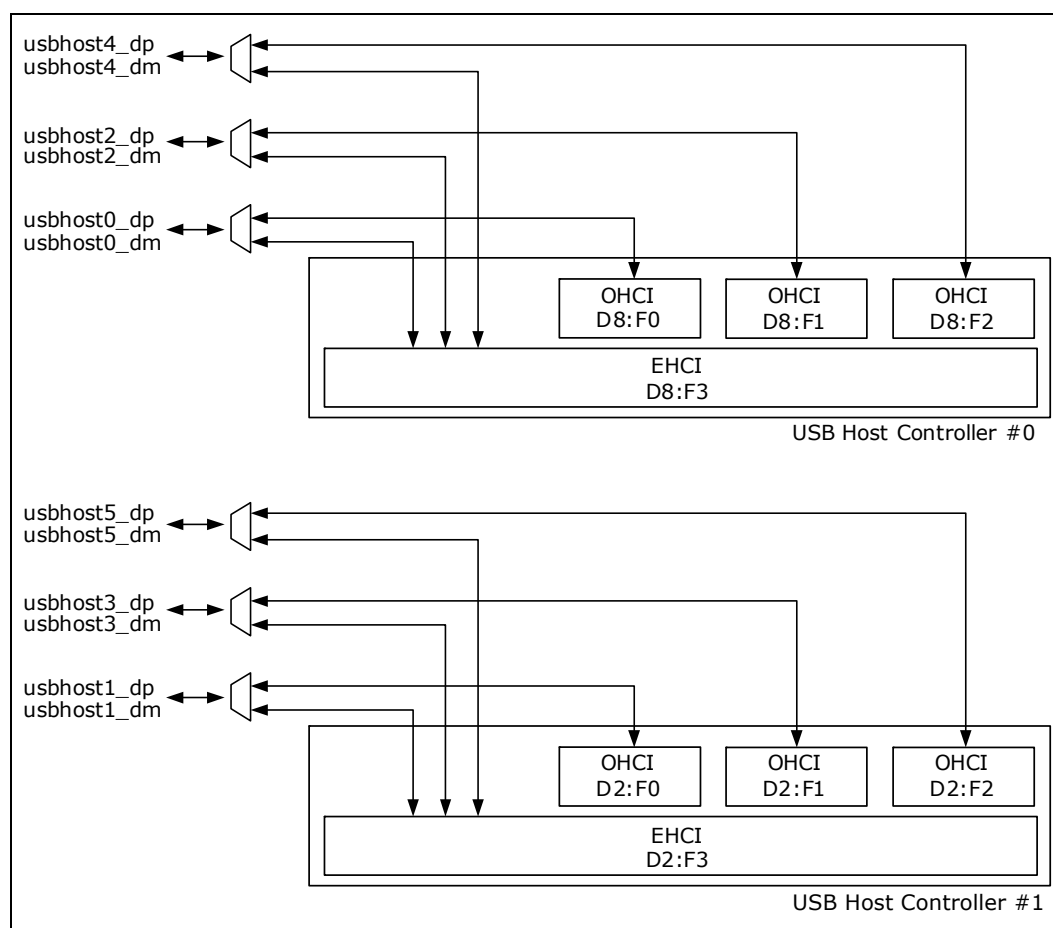 usbhost4_dp
usbhost4_dm
usbhost2_dp
usbhost2_dm
usbhost0_dp
usbhost0_dm
OHCI
D8:F0
OHCI
D8:F1
OHCI
D8:F2
EHCI
D8:F3
USB Host Controller #0
usbhost5_dp
usbhost5_dm
usbhost3_dp
usbhost3_dm
usbhost1_dp
usbhost1_dm
OHCI
D2:F0
OHCI
D2:F1
OHCI
D2:F2
EHCI
D2:F3
USB Host Controller #1